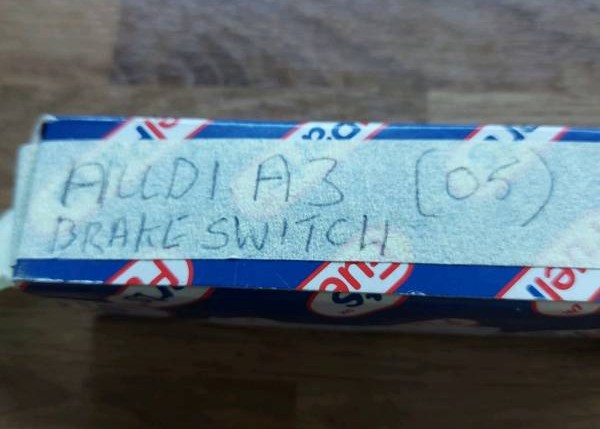 AUDI A3 (05)
BRAKE SWITCH